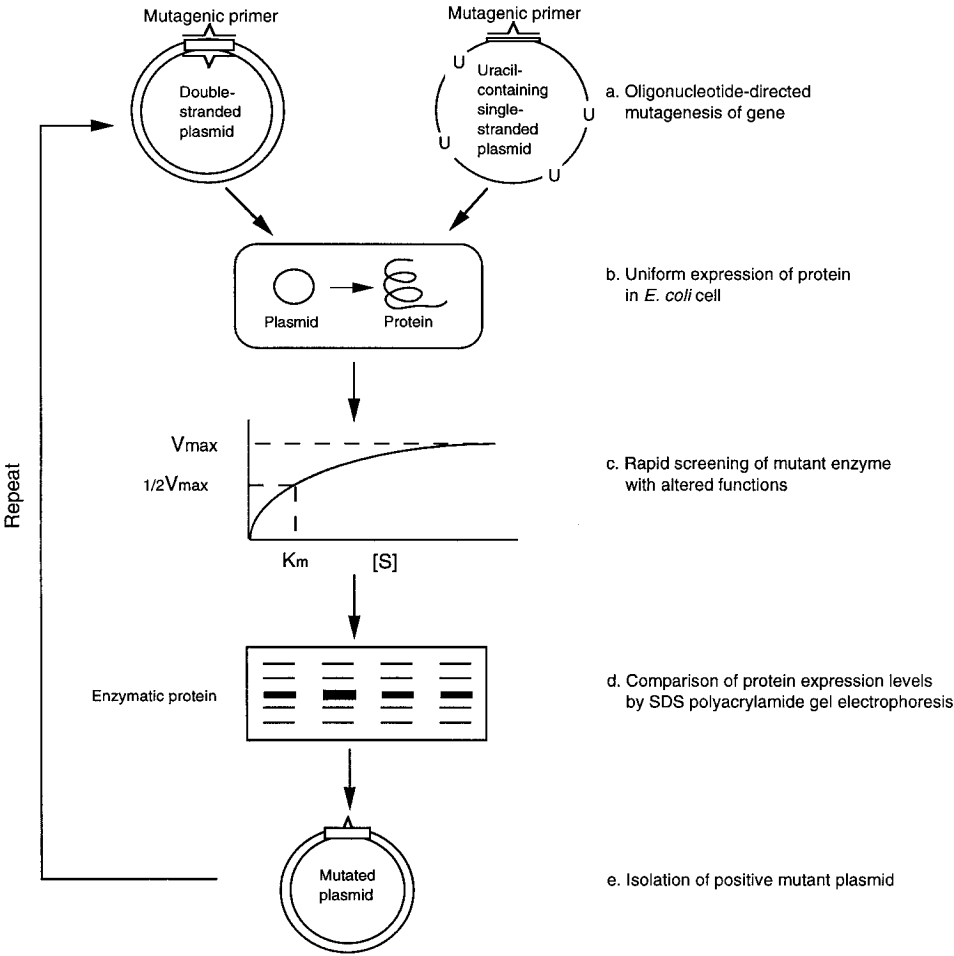 Mutagenic primer
Double-
stranded
plasmid
Mutagenic primer
U
Uracil-
containing
single-
stranded
plasmid
U
U
U
a. Oligonucleotide-directed
mutagenesis of gene
Plasmid
Protein
b. Uniform expression of protein
in E. coli cell
Vmax
1/2Vmax
Km
[S]
c. Rapid screening of mutant enzyme
with altered functions
Repeat
Enzymatic protein
d. Comparison of protein expression levels
by SDS polyacrylamide gel electrophoresis
Mutated
plasmid
e. Isolation of positive mutant plasmid